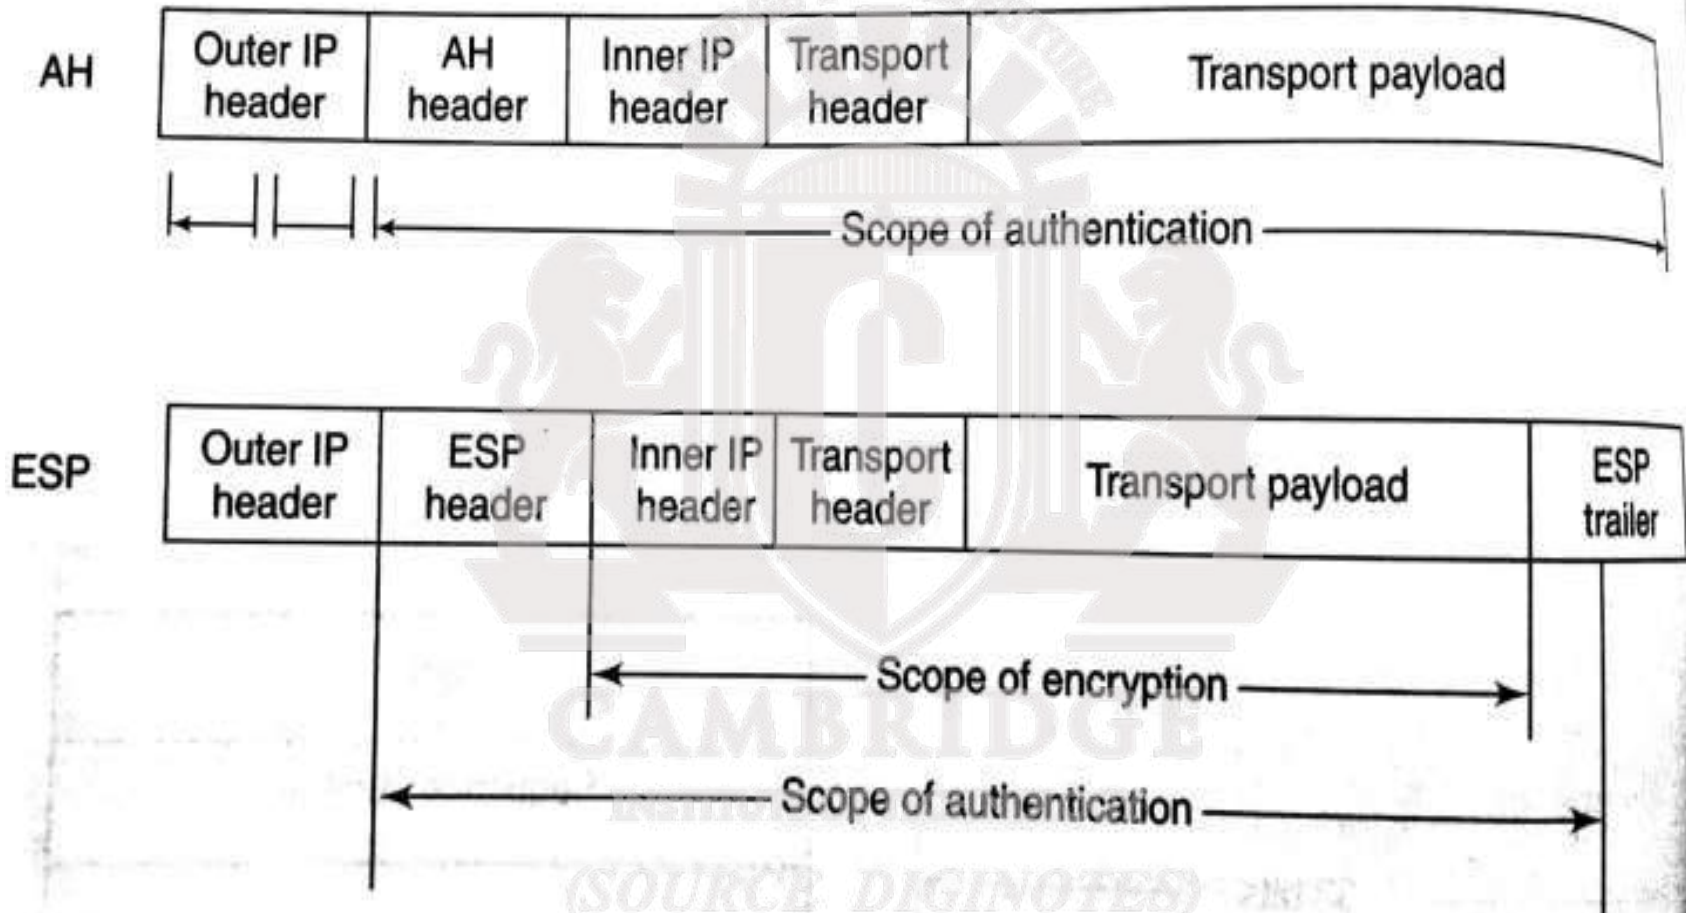 AH
Outer IP
header
AH
header
Inner IP
header
Transport
header
Transport payload
Scope of authentication
ESP
Outer IP
header
ESP
header
Inner IP
header
Transport
header
Transport payload
ESP
trailer
Scope of encryption
CAMBRIDGE
Scope of authentication
(SOURCE DIGINOTES)